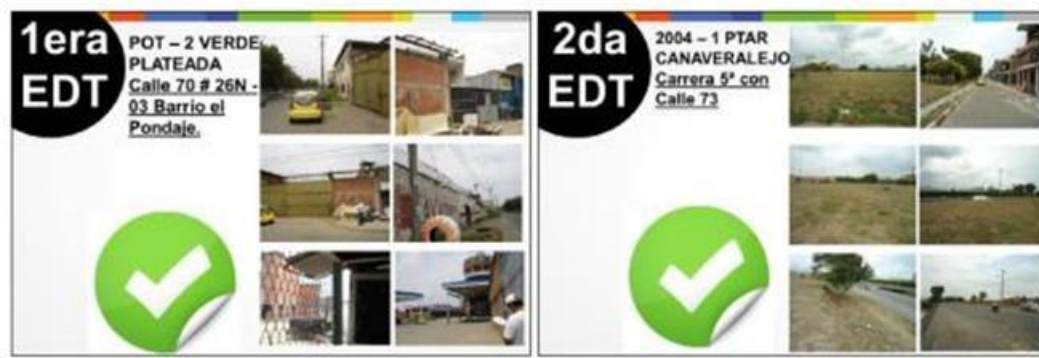 1era
EDT
POT – 2 VERDE
PLATEADA
Calle 70 # 26N -
03 Barrio el
Pondaje.
2da
EDT
2004 – 1 PTAR
CANAVERALEJO
Carrera 5ª con
Calle 73